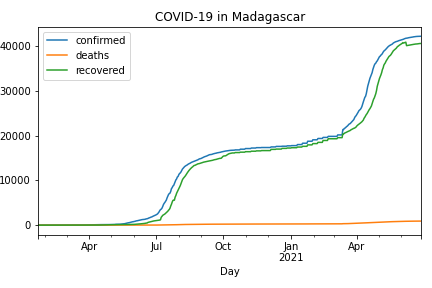 COVID-19 in Madagascar
confirmed
deaths
recovered
40000
30000
20000
10000
0
Apr
Jul
Oct
Jan
2021
Apr
Day